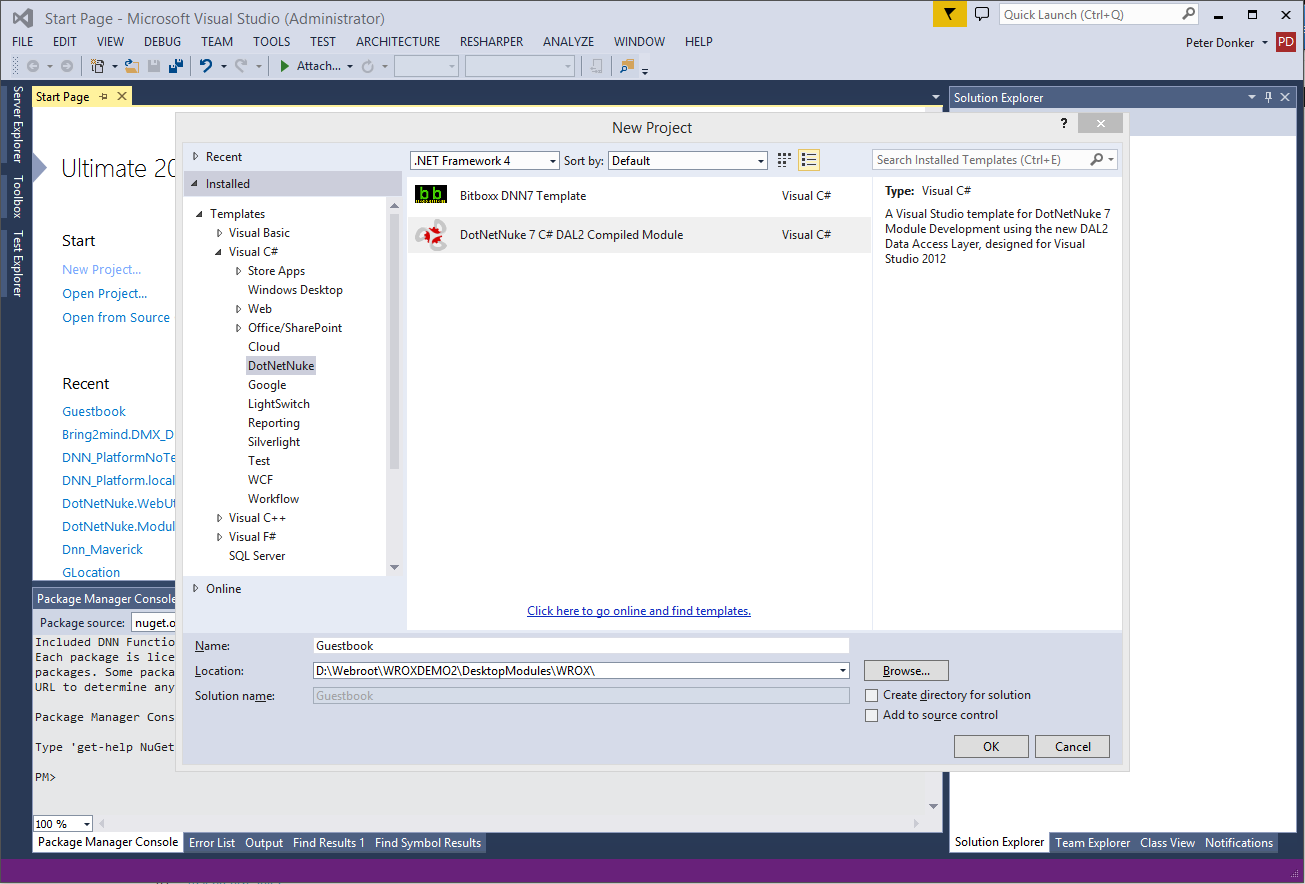 Start Page - Microsoft Visual Studio (Administrator)
Quick Launch (Ctrl+Q)
FILE EDIT VIEW DEBUG TEAM TOOLS TEST ARCHITECTURE RESHARPER ANALYZE WINDOW HELP
Peter Donker PD
Attach...
Server Explorer
Toolbox
Test Explorer
Start Page
Solution Explorer
Ultimate 20
Start
New Project...
Open Project...
Open from Source
Recent
Guestbook
Bring2mind.DMX_D
DNN_PlatformNoTe
DNN_Platform.local
DotNetNuke.WebUt
DotNetNuke.Modul
Dnn_Maverick
GLocation
New Project
?
Recent
Installed
Templates
Visual Basic
Visual C#
Store Apps
Windows Desktop
Web
Office/SharePoint
Cloud
DotNetNuke
Google
LightSwitch
Reporting
Silverlight
Test
WCF
Workflow
Visual C++
Visual F#
SQL Server
Online
.NET Framework 4 Sort by: Default
Search Installed Templates (Ctrl+E)
bb Bitboxx DNN7 Template Visual C#
DotNetNuke 7 C# DAL2 Compiled Module Visual C#
Type: Visual C#
A Visual Studio template for DotNetNuke 7
Module Development using the new DAL2
Data Access Layer, designed for Visual
Studio 2012
Click here to go online and find templates.
Name: Guestbook
Location: D:\Webroot\WROXDEMO2\DesktopModules\WROX\ Browse...
Solution name: Guestbook
Create directory for solution
Add to source control
OK Cancel
Package Manager Console
Package source: nuget.o
Included DNN Functio
Each package is lice
packages. Some packa
URL to determine any
Package Manager Cons
Type 'get-help NuGet
PM>
100 %
Package Manager Console Error List Output Find Results 1 Find Symbol Results
Solution Explorer Team Explorer Class View Notifications